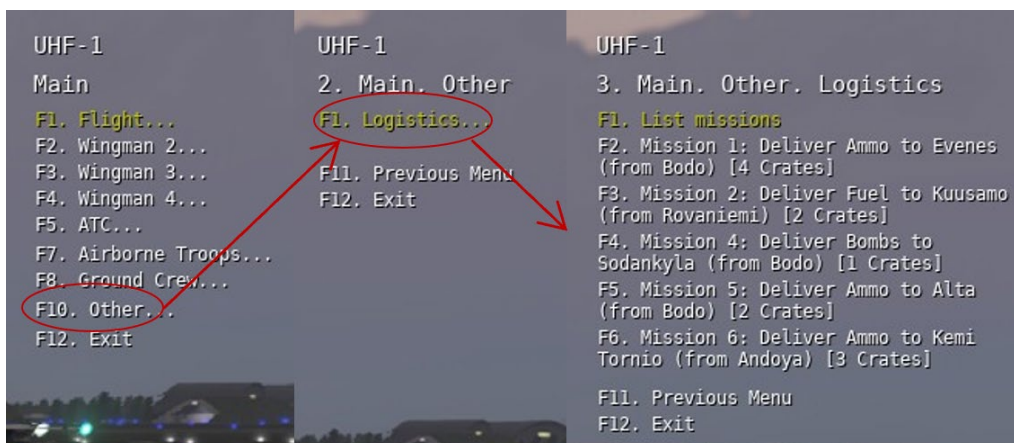 UHF-1
Main
F1. Flight...
F2. Wingman 2...
F3. Wingman 3...
F4. Wingman 4...
F5. ATC...
F7. Airborne Troops...
F8. Ground Crew...
F10. Other...
F12. Exit
UHF-1
2. Main. Other
F1. Logistics...
F11. Previous Menu
F12. Exit
UHF-1
3. Main. Other. Logistics
F1. List missions
F2. Mission 1: Deliver Ammo to Evenes
(from Bodo) [4 Crates]
F3. Mission 2: Deliver Fuel to Kuusamo
(from Rovaniemi) [2 Crates]
F4. Mission 4: Deliver Bombs to
Sodankyla (from Bodo) [1 Crates]
F5. Mission 5: Deliver Ammo to Alta
(from Bodo) [2 Crates]
F6. Mission 6: Deliver Ammo to Kemi
Tornio (from Andoya) [3 Crates]
F11. Previous Menu
F12. Exit